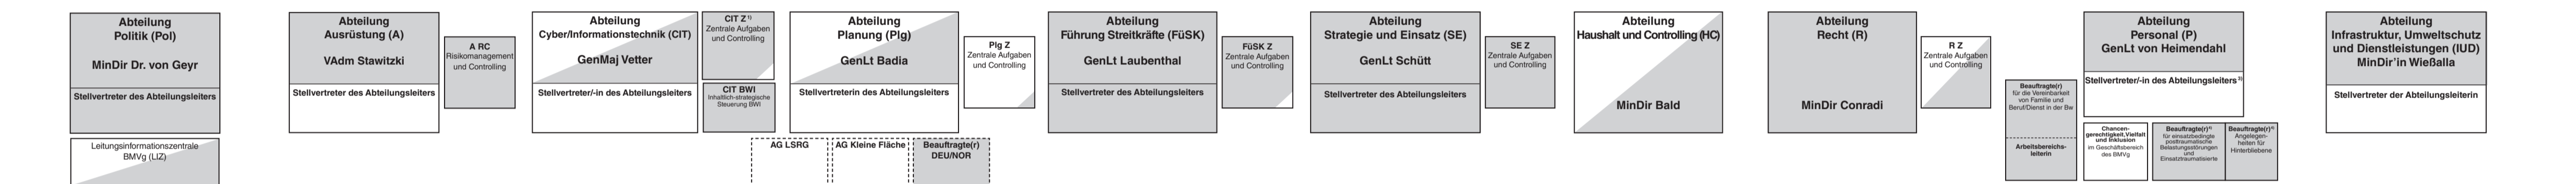 Abteilung
Politik (Pol)
MinDir Dr. von Geyr
Stellvertreter des Abteilungsleiters
Leitungsinformationszentrale
BMVg (LIZ)
Abteilung
Ausrüstung (A)
VAdm Stawitzki
Stellvertreter des Abteilungsleiters
A RC
Risikomanagement
und Controlling
Abteilung
Cyber/Informationstechnik (CIT)
GenMaj Vetter
Stellvertreter/-in des Abteilungsleiters
CIT Z 1)
Zentrale Aufgaben
und Controlling
CIT BWI
Inhaltlich-strategische
Steuerung BWI
Abteilung
Planung (Plg)
GenLt Badia
Stellvertreterin des Abteilungsleiters
Plg Z
Zentrale Aufgaben
und Controlling
AG LSRG
AG Kleine Fläche
Beauftragte(r)
DEU/NOR
Abteilung
Führung Streitkräfte (FüSK)
GenLt Laubenthal
Stellvertreter des Abteilungsleiters
FüSK Z
Zentrale Aufgaben
und Controlling
Abteilung
Strategie und Einsatz (SE)
GenLt Schütt
Stellvertreter des Abteilungsleiters
SE Z
Zentrale Aufgaben
und Controlling
Abteilung
Haushalt und Controlling (HC)
MinDir Bald
Abteilung
Recht (R)
MinDir Conradi
R Z
Zentrale Aufgaben
und Controlling
Beauftragte(r)
für die Vereinbarkeit
von Familie und
Beruf/Dienst in der Bw
Arbeitsbereichs-
leiterin
Abteilung
Personal (P)
GenLt von Heimendahl
Stellvertreter/-in des Abteilungsleiters 3)
Chancen-
gerechtigkeit,Vielfalt
und Inklusion
im Geschäftsbereich
des BMVg
Beauftragte(r)
für einsatzbedingte
posttraumatische
Belastungsstörungen
und
Einsatztraumatisierte
Beauftragte(r)
Angelegen-
heiten für
Hinterbliebene
Abteilung
Infrastruktur, Umweltschutz
und Dienstleistungen (IUD)
MinDir'in Wießalla
Stellvertreter der Abteilungsleiterin